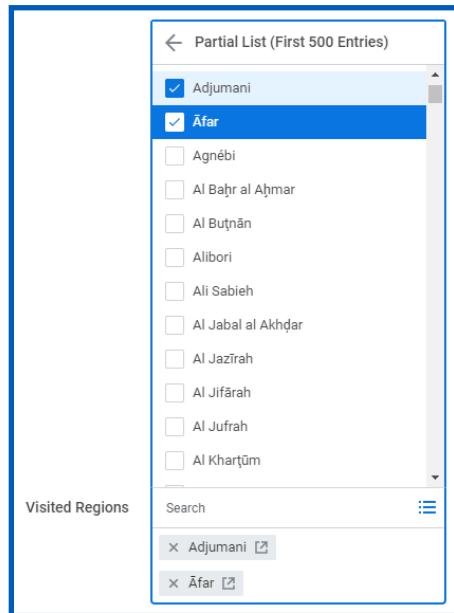 Partial List (First 500 Entries)
Adjumani
Āfar
Agnébi
Al Baḩr al Aḩmar
Al Buţnān
Alibori
Ali Sabieh
Al Jabal al Akhḑar
Al Jazīrah
Al Jifārah
Al Jufrah
Al Kharţūm
Visited Regions
Search
Adjumani
Āfar